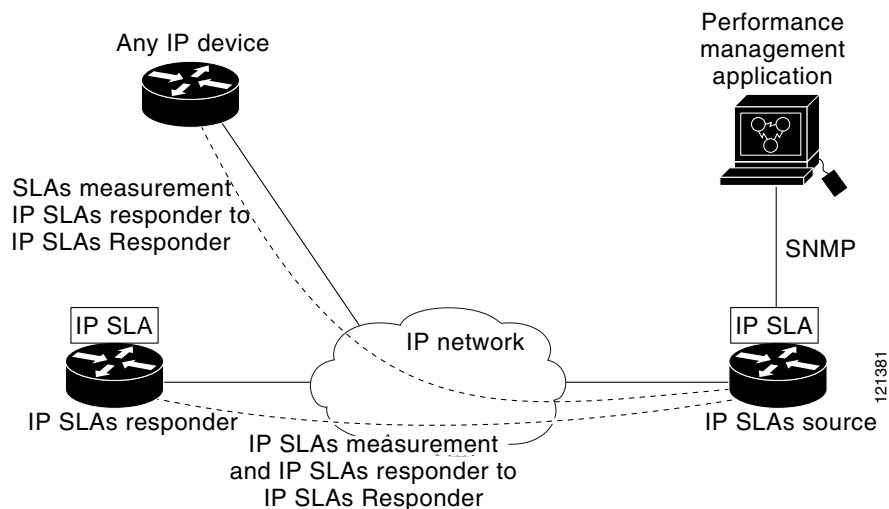 Performance
management
application
Any IP device
SLAs measurement
IP SLAs responder to
IP SLAs Responder
SNMP
IP SLA
IP SLA
IP network
IP SLAs responder
IP SLAs source
121381
IP SLAs measurement
and IP SLAs responder to
IP SLAs Responder